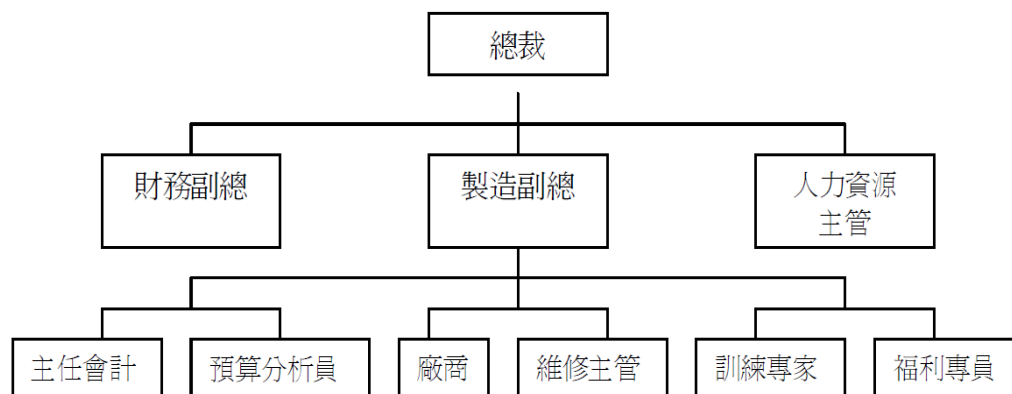 總裁
財務副總
製造副總
人力資源
主管
主任會計
預算分析員
廠商
維修主管
訓練專家
福利專員